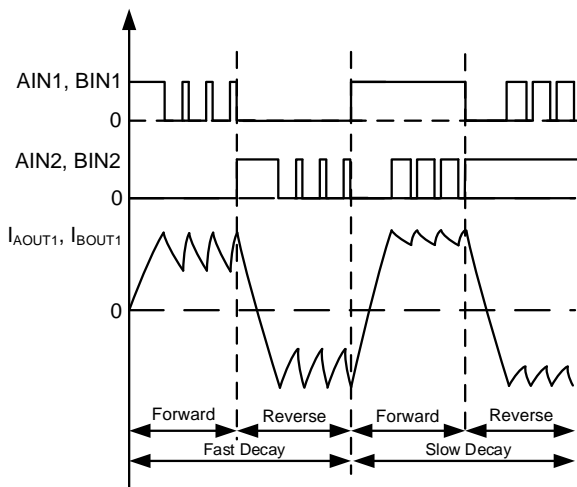 AIN1, BIN1
0
AIN2, BIN2
0
IAOUT1, IBOUT1
0
Forward Reverse Forward Reverse
Fast Decay Slow Decay